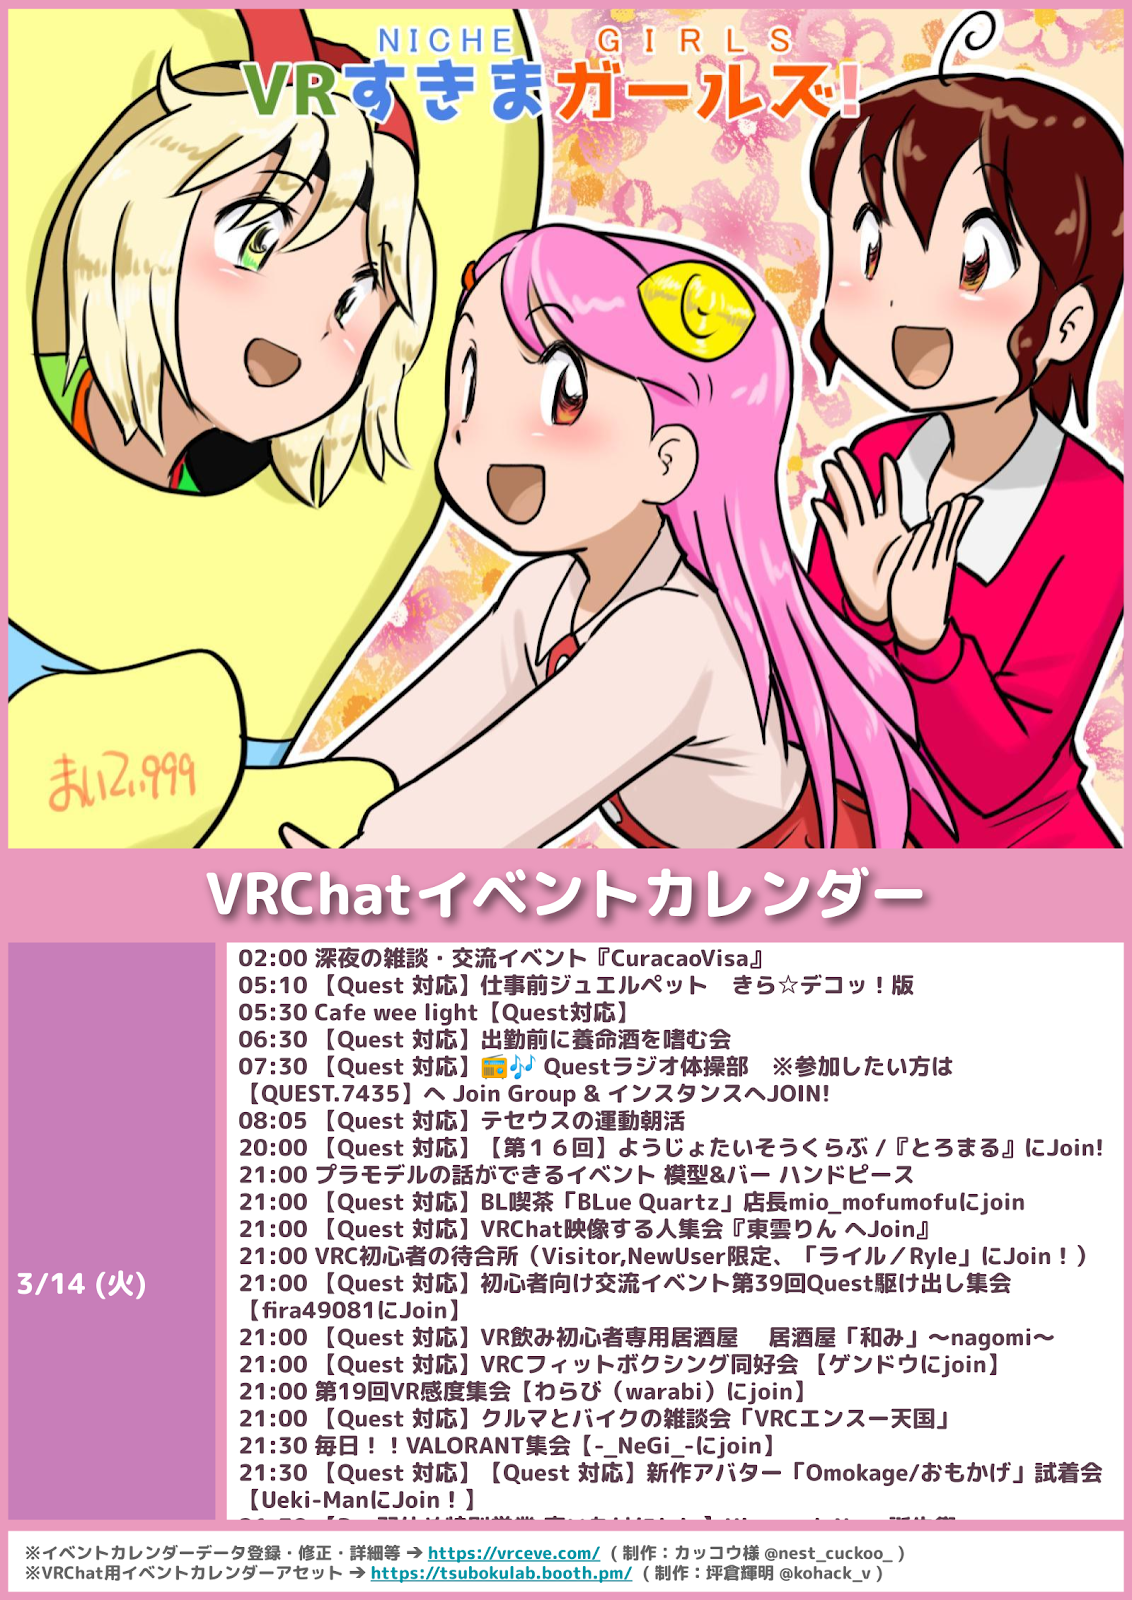 NICHE GIRLS
VRすきまガールズ!
まいてぃ999
VRChatイベントカレンダー
3/14 (火)
02:00 深夜の雑談・交流イベント『CuracaoVisa』
05:10 【Quest 対応】仕事前ジュエルペット　きら☆デコッ！版
05:30 Cafe wee light【Quest対応】
06:30 【Quest 対応】出勤前に養命酒を嗜む会
07:30 【Quest 対応】📻🎶 Questラジオ体操部　※参加したい方は
【QUEST.7435】へ Join Group & インスタンスへJOIN!
08:05 【Quest 対応】テセウスの運動朝活
20:00 【Quest 対応】【第１６回】ようじょたいそうくらぶ /『とろまる』にJoin!
21:00 プラモデルの話ができるイベント 模型&バー ハンドピース
21:00 【Quest 対応】BL喫茶「BLue Quartz」店長mio_mofumofuにjoin
21:00 【Quest 対応】VRChat映像する人集会『東雲りん へJoin』
21:00 VRC初心者の待合所（Visitor,NewUser限定、「ライル／Ryle」にJoin！）
21:00 【Quest 対応】初心者向け交流イベント第39回Quest駆け出し集会
【fira49081にJoin】
21:00 【Quest 対応】VR飲み初心者専用居酒屋　 居酒屋「和み」～nagomi～
21:00 【Quest 対応】VRCフィットボクシング同好会 【ゲンドウにjoin】
21:00 第19回VR感度集会【わらび（warabi）にjoin】
21:00 【Quest 対応】クルマとバイクの雑談会「VRCエンスー天国」
21:30 毎日！！VALORANT集会【-_NeGi_-にjoin】
21:30 【Quest 対応】【Quest 対応】新作アバター「Omokage/おもかげ」試着会
【Ueki-ManにJoin！】
※イベントカレンダーデータ登録・修正・詳細等 ➔ https://vrceve.com/ （ 制作：カッコウ様 @nest_cuckoo_ ）
※VRChat用イベントカレンダーアセット ➔ https://tsubokulab.booth.pm/ （ 制作：坪倉輝明 @kohack_v ）